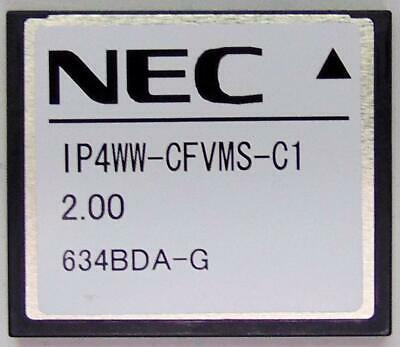 NEC ▲
IP4WW-CFVMS-C1
2.00
634BDA-G